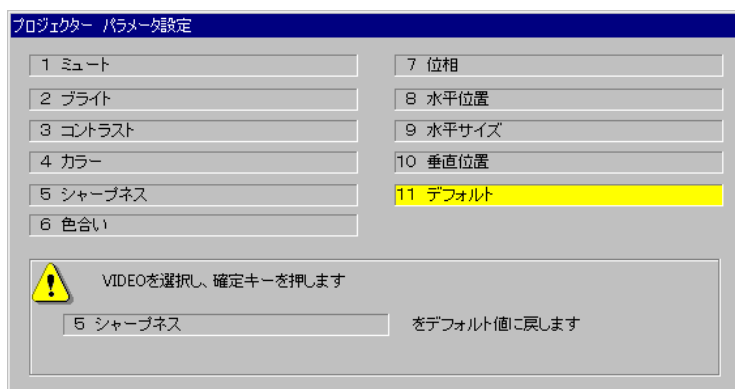 プロジェクター パラメータ設定
1 ミュート
2 ブライト
3 コントラスト
4 カラー
5 シャープネス
6 色合い
7 位相
8 水平位置
9 水平サイズ
10 垂直位置
11 デフォルト
VIDEOを選択し、確定キーを押します
5 シャープネス をデフォルト値に戻します